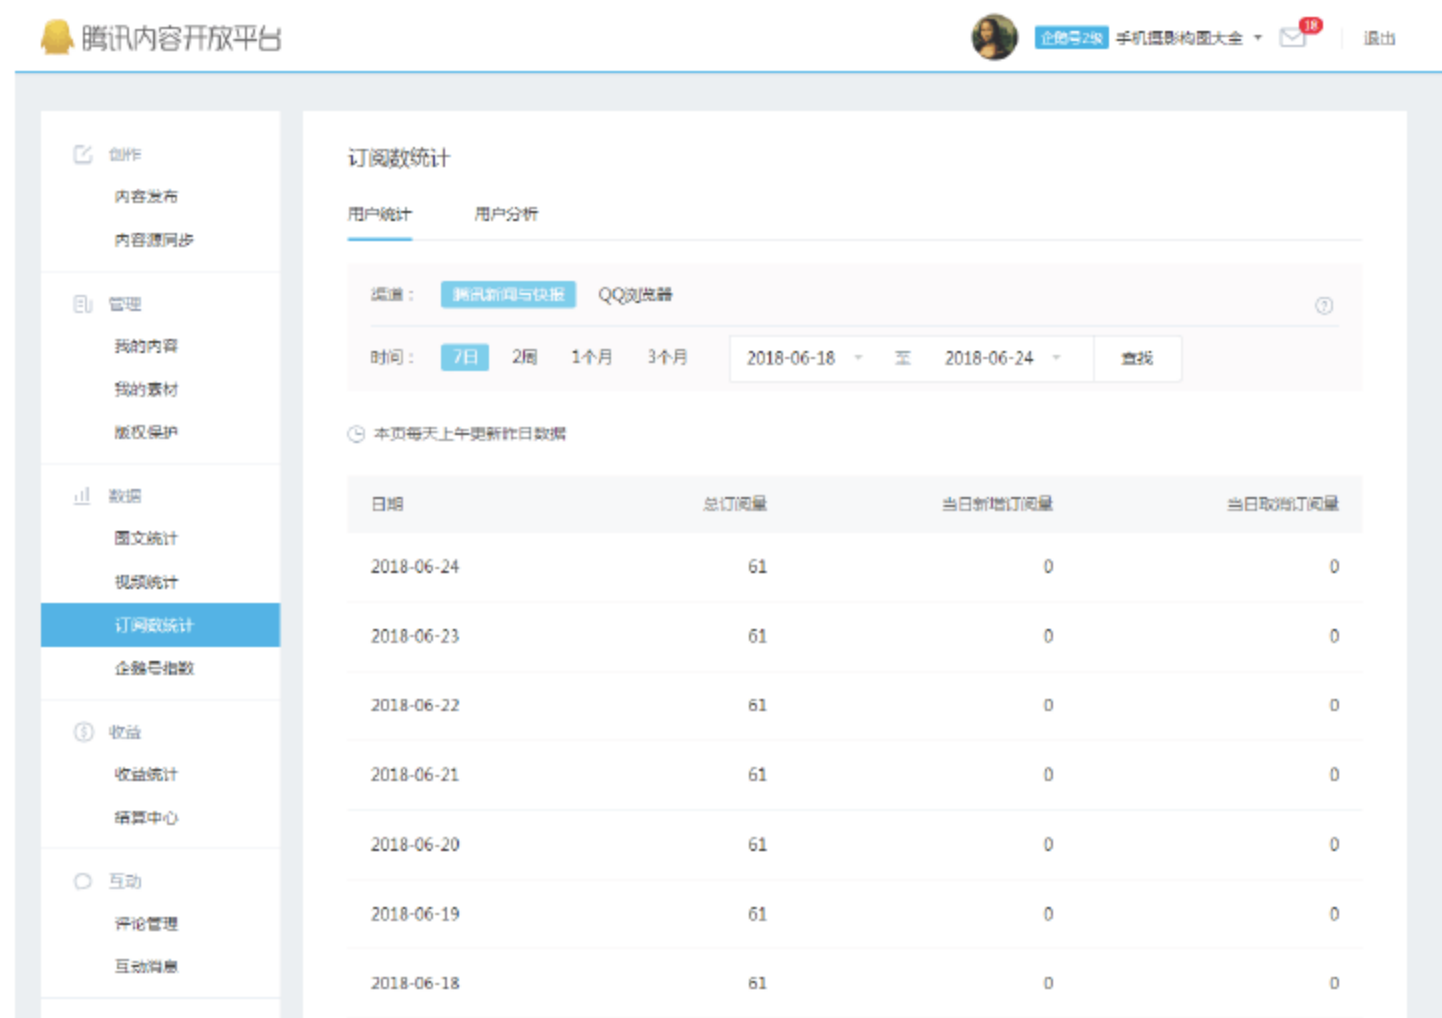 腾讯内容开放平台
企鹅号2级 手机摄影构图大全 18 退出
创作
内容发布
内容源同步
管理
我的内容
我的素材
版权保护
数据
图文统计
视频统计
订阅数统计
企鹅号指数
收益
收益统计
结算中心
互动
评论管理
互动消息
订阅数统计
用户统计 用户分析
渠道： 腾讯新闻与快报 QQ浏览器 ?
时间： 7日 2周 1个月 3个月 2018-06-18 至 2018-06-24 查找
本页每天上午更新昨日数据
日期 总订阅量 当日新增订阅量 当日取消订阅量
2018-06-24 61 0 0
2018-06-23 61 0 0
2018-06-22 61 0 0
2018-06-21 61 0 0
2018-06-20 61 0 0
2018-06-19 61 0 0
2018-06-18 61 0 0